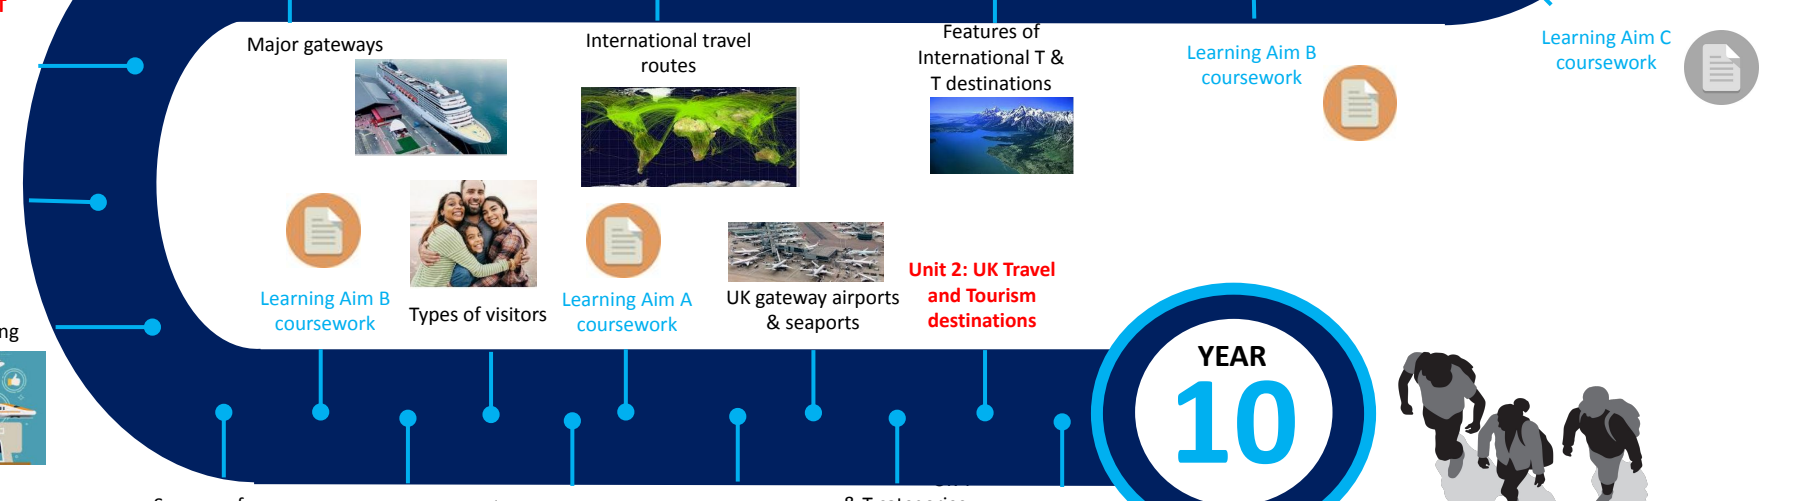 Major gateways
International travel
routes
Features of
International T &
T destinations
Learning Aim B
coursework
Learning Aim C
coursework
Learning Aim B
coursework
Types of visitors
Learning Aim A
coursework
UK gateway airports
& seaports
Unit 2: UK Travel
and Tourism
destinations
YEAR
10
ng